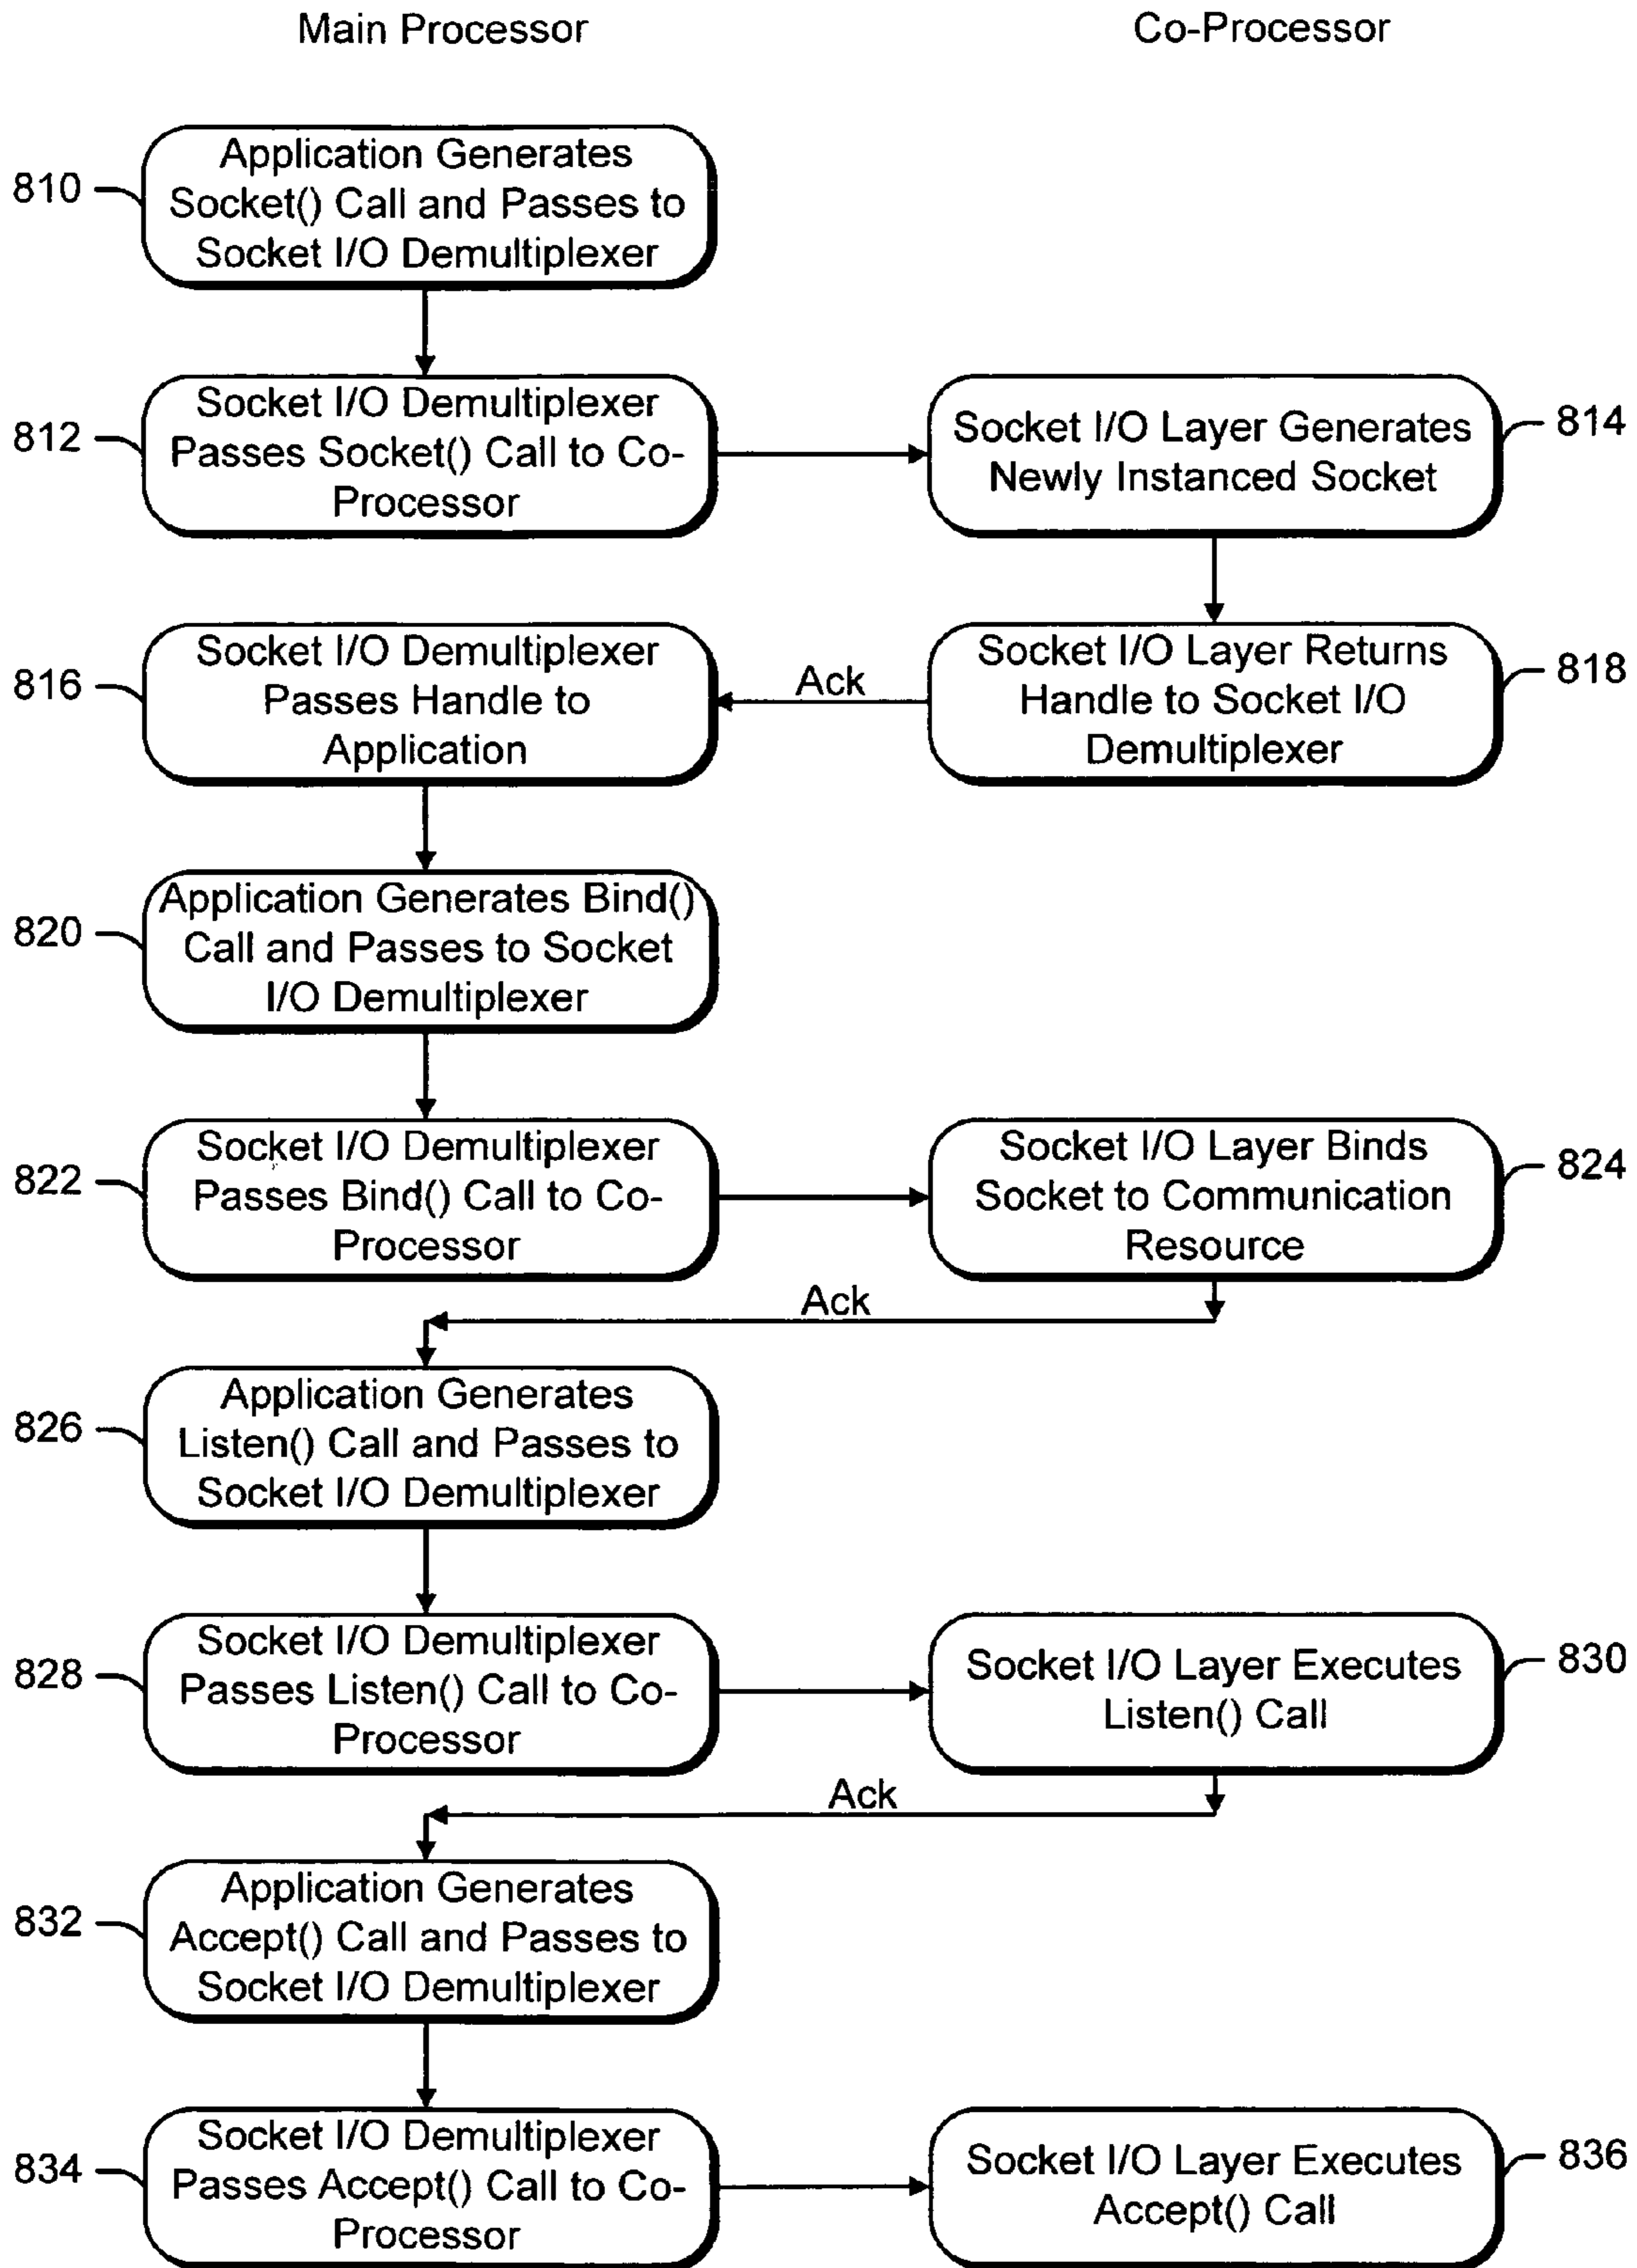 Main Processor
Co-Processor
810
Application Generates
Socket() Call and Passes to
Socket I/O Demultiplexer
812
Socket I/O Demultiplexer
Passes Socket() Call to Co-
Processor
Socket I/O Layer Generates
Newly Instanced Socket
814
816
Socket I/O Demultiplexer
Passes Handle to
Application
Ack
Socket I/O Layer Returns
Handle to Socket I/O
Demultiplexer
818
820
Application Generates Bind()
Call and Passes to Socket
I/O Demultiplexer
822
Socket I/O Demultiplexer
Passes Bind() Call to Co-
Processor
Socket I/O Layer Binds
Socket to Communication
Resource
824
Ack
826
Application Generates
Listen() Call and Passes to
Socket I/O Demultiplexer
828
Socket I/O Demultiplexer
Passes Listen() Call to Co-
Processor
Socket I/O Layer Executes
Listen() Call
830
Ack
832
Application Generates
Accept() Call and Passes to
Socket I/O Demultiplexer
834
Socket I/O Demultiplexer
Passes Accept() Call to Co-
Processor
Socket I/O Layer Executes
Accept() Call
836